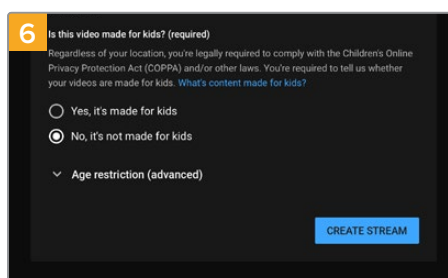 6
Is this video made for kids? (required)
Regardless of your location, you're legally required to comply with the Children's Online
Privacy Protection Act (COPPA) and/or other laws. You're required to tell us whether
your videos are made for kids. What's content made for kids?
Yes, it's made for kids
No, it's not made for kids
Age restriction (advanced)
CREATE STREAM